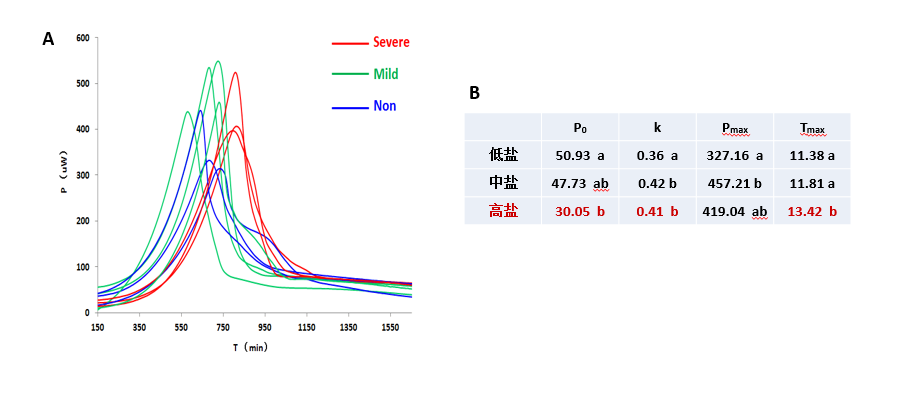 A
600
500
400
300
200
100
0
P (uW)
150 350 550 750 950 1150 1350 1550
T (min)
Severe
Mild
Non
B
P0 k Pmax Tmax
低盐 50.93 a 0.36 a 327.16 a 11.38 a
中盐 47.73 ab 0.42 b 457.21 b 11.81 a
高盐 30.05 b 0.41 b 419.04 ab 13.42 b